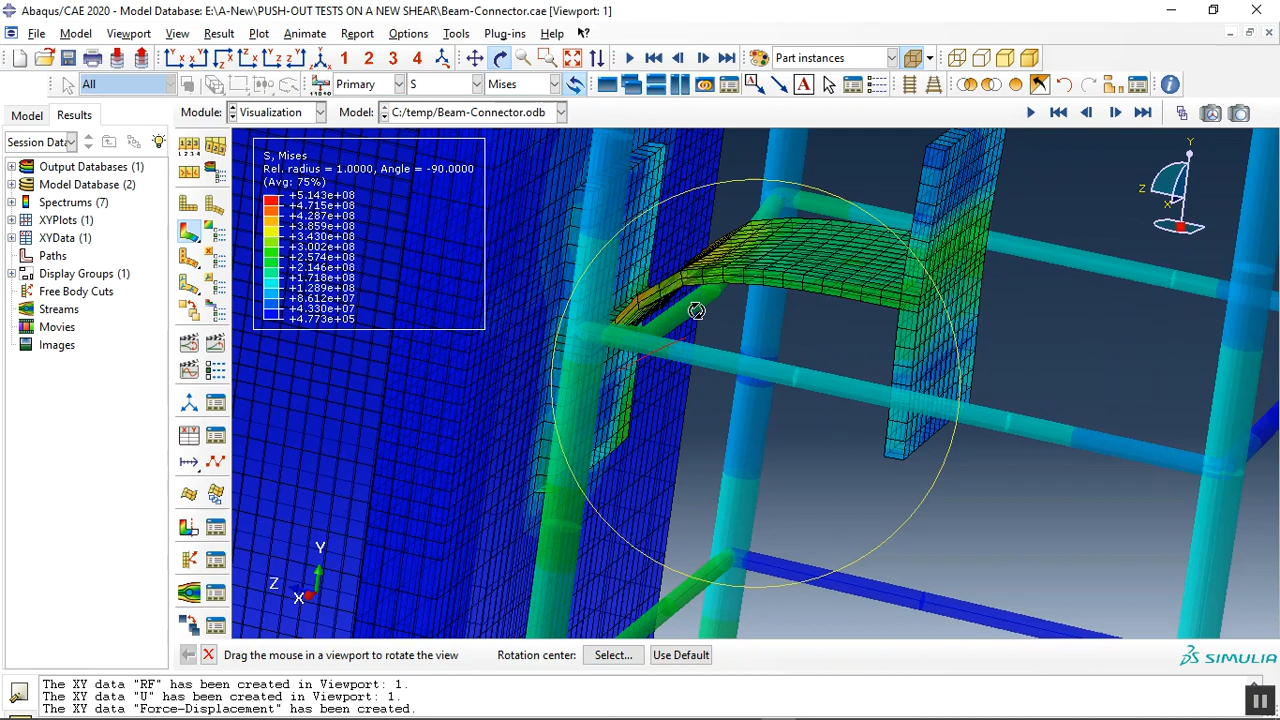 Abaqus/CAE 2020 - Model Database: E:\A-New\PUSH-OUT TESTS ON A NEW SHEAR\Beam-Connector.cae [Viewport: 1]
File Model Viewport View Result Plot Animate Report Options Tools Plug-ins
1 2 3 4 Part instances
All Primary S Mises
Model Results Module: Visualization Model: C:/temp/Beam-Connector.odb
Session Data
Output Databases (1)
Model Database (2)
Spectrums (7)
XYPlots (1)
XYData (1)
Paths
Display Groups (1)
Free Body Cuts
Streams
Movies
Images
S, Mises
Rel. radius = 1.0000, Angle = -90.0000
(Avg: 75%)
+5.143e+08
+4.715e+08
+4.287e+08
+3.859e+08
+3.430e+08
+3.002e+08
+2.574e+08
+2.146e+08
+1.718e+08
+1.289e+08
+8.612e+07
+4.330e+07
+4.773e+05
Y
Z
X
Y
Z
X
Drag the mouse in a viewport to rotate the view Rotation center: Select... Use Default
SIMULIA
The XY data "RF" has been created in Viewport: 1.
The XY data "U" has been created in Viewport: 1.
The XY data "Force-Displacement" has been created.